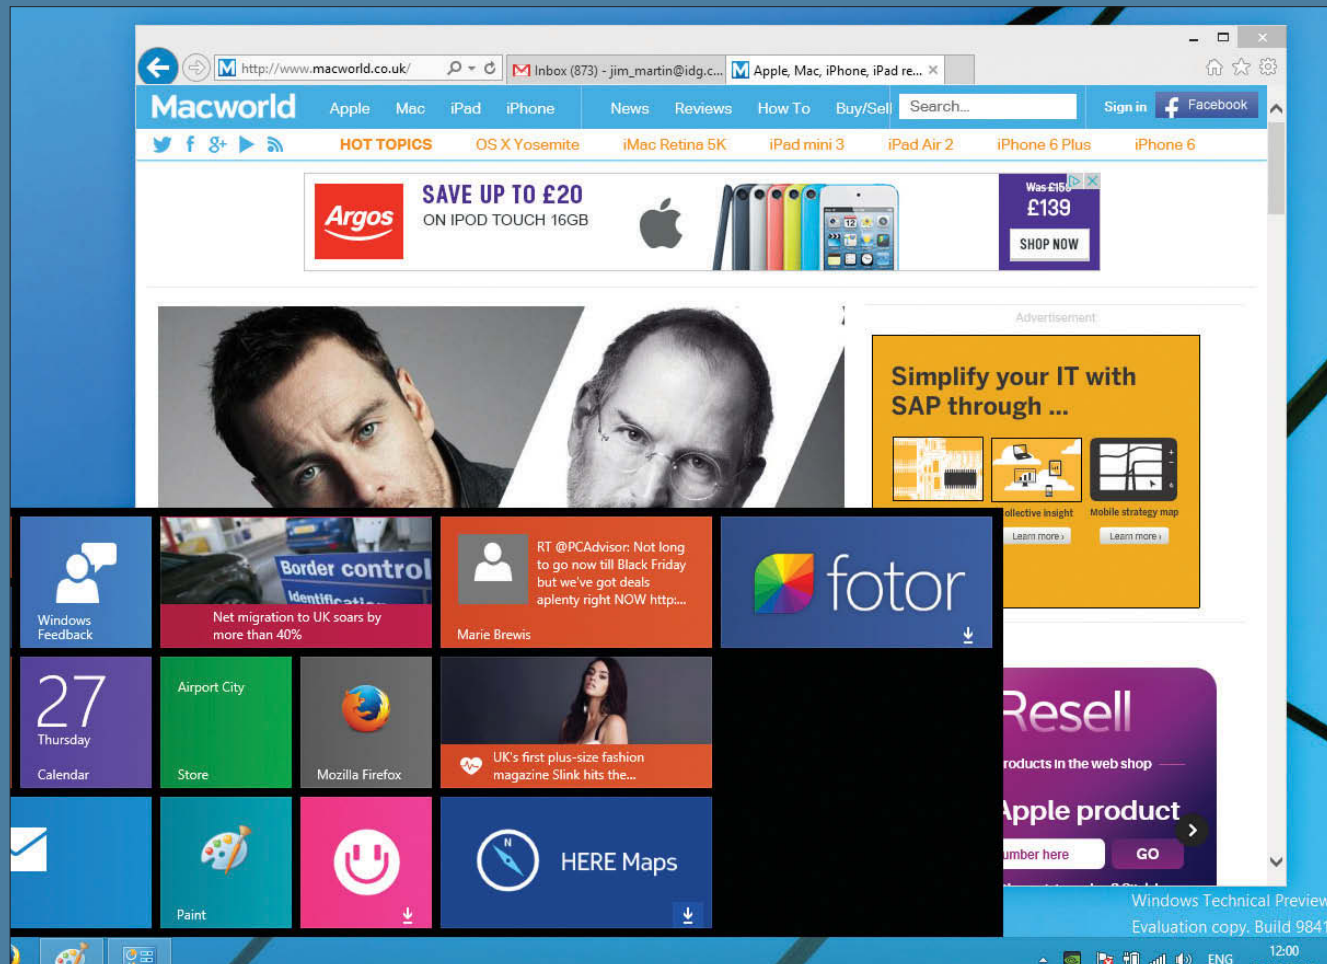 http://www.macworld.co.uk/
Inbox (873) - jim_martin@idg.c...
Apple, Mac, iPhone, iPad re...
Macworld
Apple Mac iPad iPhone News Reviews How To Buy/Sell Search... Sign in Facebook
HOT TOPICS OS X Yosemite iMac Retina 5K iPad mini 3 iPad Air 2 iPhone 6 Plus iPhone 6
Argos
SAVE UP TO £20
ON IPOD TOUCH 16GB
Was £159
£139
SHOP NOW
Advertisement
Simplify your IT with
SAP through ...
ollective insight
Mobile strategy map
Learn more ›
Learn more ›
Windows
Feedback
Border control
Identification
Net migration to UK soars by
more than 40%
RT @PCAdvisor: Not long
to go now till Black Friday
but we've got deals
aplenty right NOW http:...
Marie Brewis
fotor
27
Thursday
Calendar
Airport City
Store
Mozilla Firefox
UK's first plus-size fashion
magazine Slink hits the...
Paint
N
HERE Maps
Resell
roducts in the web shop
Apple product
umber here
GO
Windows Technical Preview
Evaluation copy. Build 9841
ENG
12:00